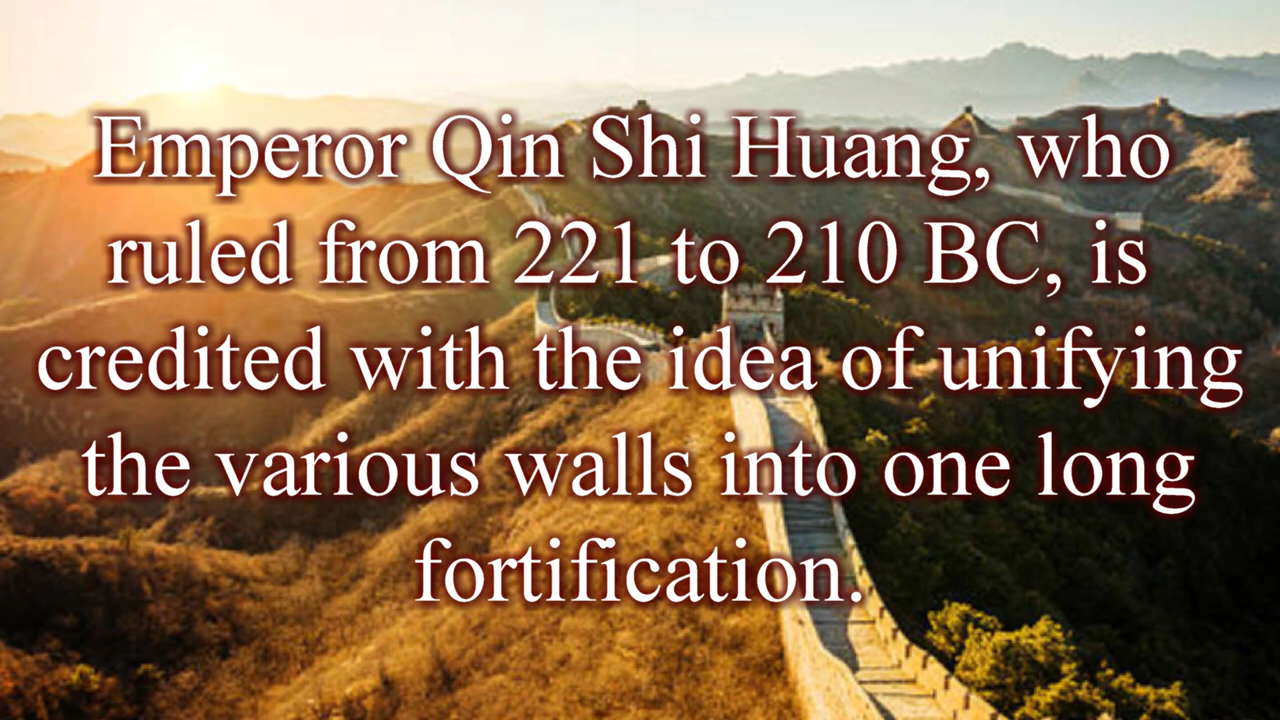 Emperor Qin Shi Huang, who
ruled from 221 to 210 BC, is
credited with the idea of unifying
the various walls into one long
fortification.